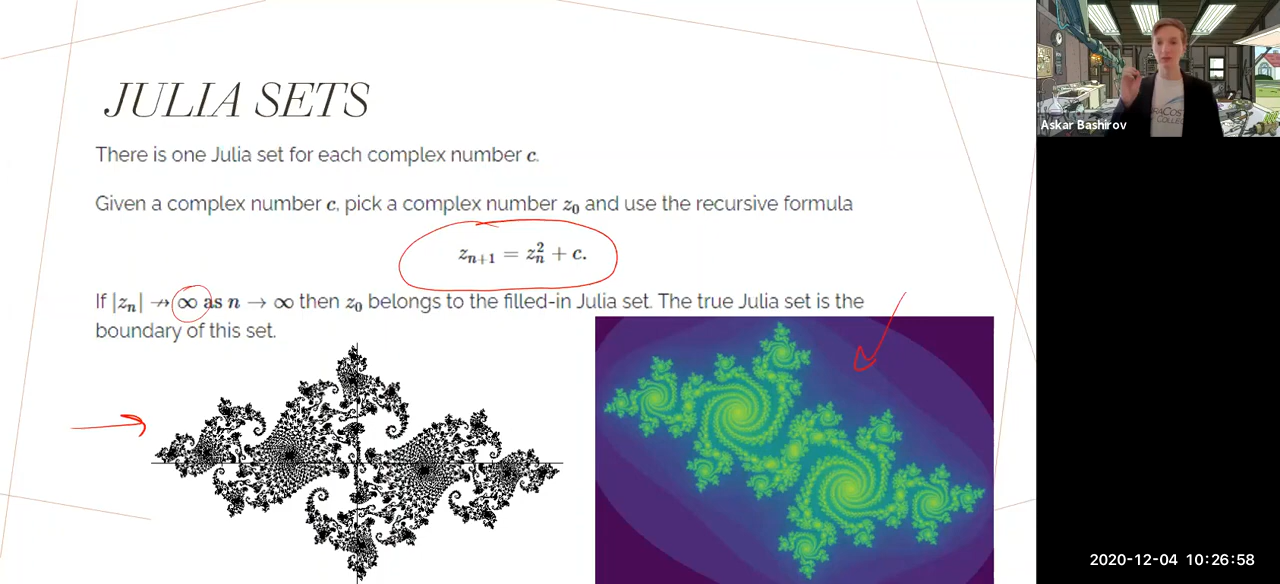 JULIA SETS
There is one Julia set for each complex number c.
Given a complex number c, pick a complex number z₀ and use the recursive formula
zₙ₊₁ = zₙ² + c.
If |zₙ| ↛ ∞ as n → ∞ then z₀ belongs to the filled-in Julia set. The true Julia set is the
boundary of this set.
Askar Bashirov
2020-12-04 10:26:58